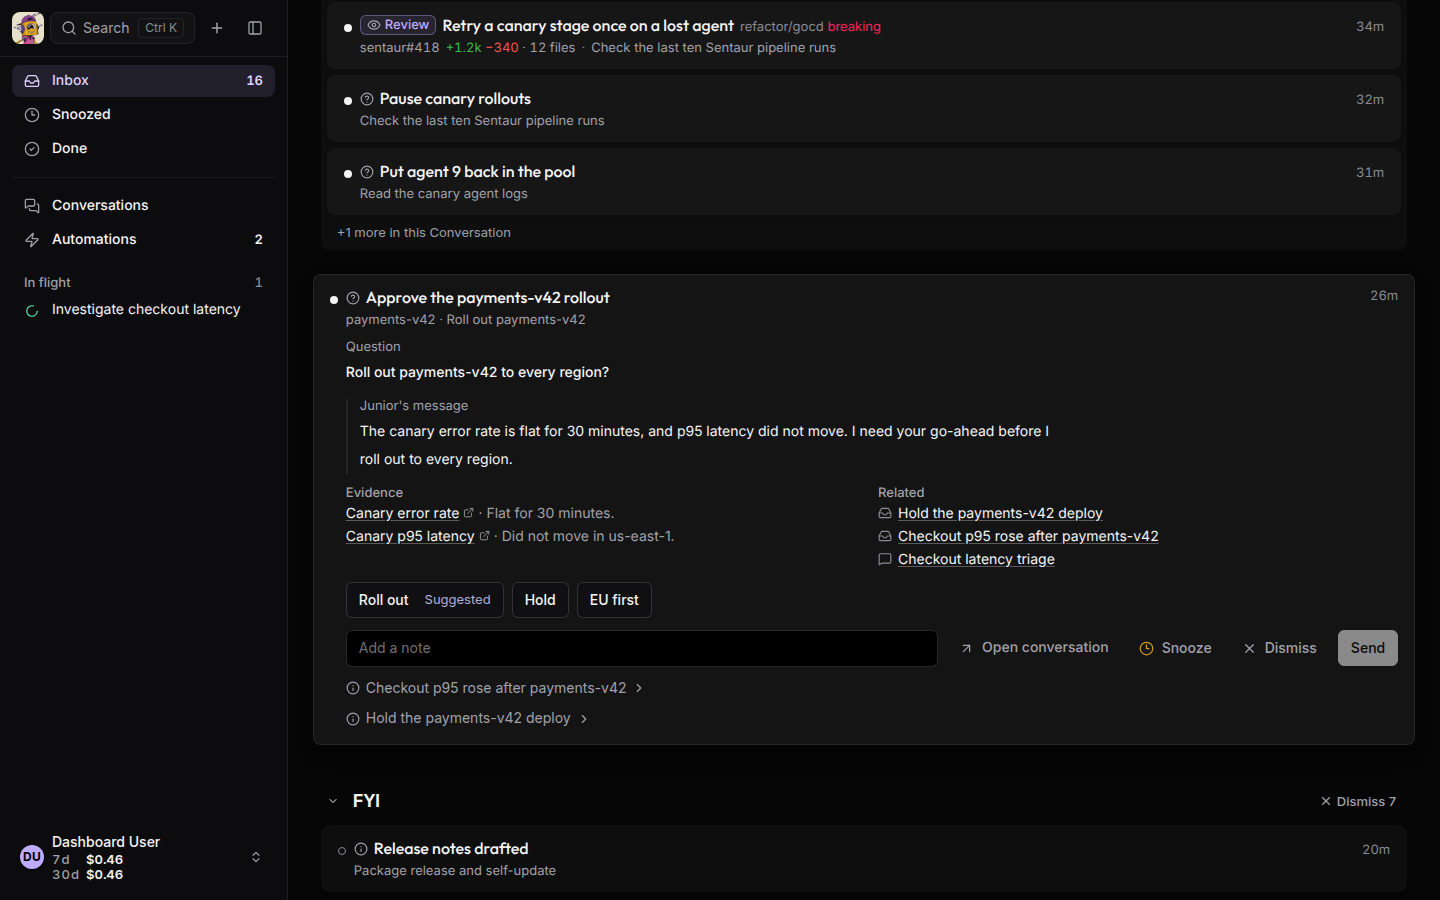 Search Ctrl K
Inbox 16
Snoozed
Done
Conversations
Automations 2
In flight 1
Investigate checkout latency
Dashboard User
DU
7d $0.46
30d $0.46
Review Retry a canary stage once on a lost agent refactor/gocd breaking 34m
sentaur#418 +1.2k −340 · 12 files · Check the last ten Sentaur pipeline runs
Pause canary rollouts 32m
Check the last ten Sentaur pipeline runs
Put agent 9 back in the pool 31m
Read the canary agent logs
+1 more in this Conversation
Approve the payments-v42 rollout 26m
payments-v42 · Roll out payments-v42
Question
Roll out payments-v42 to every region?
Junior's message
The canary error rate is flat for 30 minutes, and p95 latency did not move. I need your go-ahead before I
roll out to every region.
Evidence
Canary error rate · Flat for 30 minutes.
Canary p95 latency · Did not move in us-east-1.
Related
Hold the payments-v42 deploy
Checkout p95 rose after payments-v42
Checkout latency triage
Roll out Suggested Hold EU first
Add a note Open conversation Snooze Dismiss Send
Checkout p95 rose after payments-v42
Hold the payments-v42 deploy
FYI Dismiss 7
Release notes drafted 20m
Package release and self-update